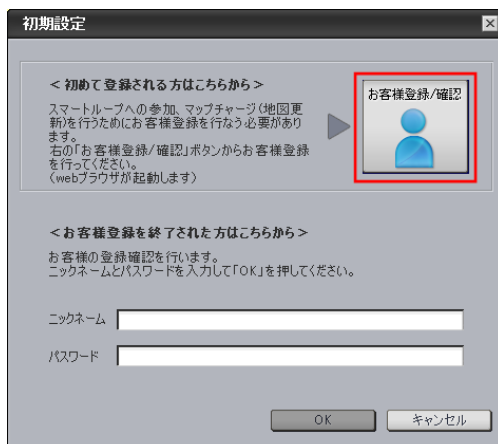 初期設定
＜初めて登録される方はこちらから＞
スマートループへの参加、マップチャージ(地図更
新)を行うためにお客様登録を行なう必要があり
ます。
右の「お客様登録/確認」ボタンからお客様登録
を行ってください。
(webブラウザが起動します)
お客様登録/確認
＜お客様登録を終了された方はこちらから＞
お客様の登録確認を行います。
ニックネームとパスワードを入力して「OK」を押してください。
ニックネーム
パスワード
OK
キャンセル